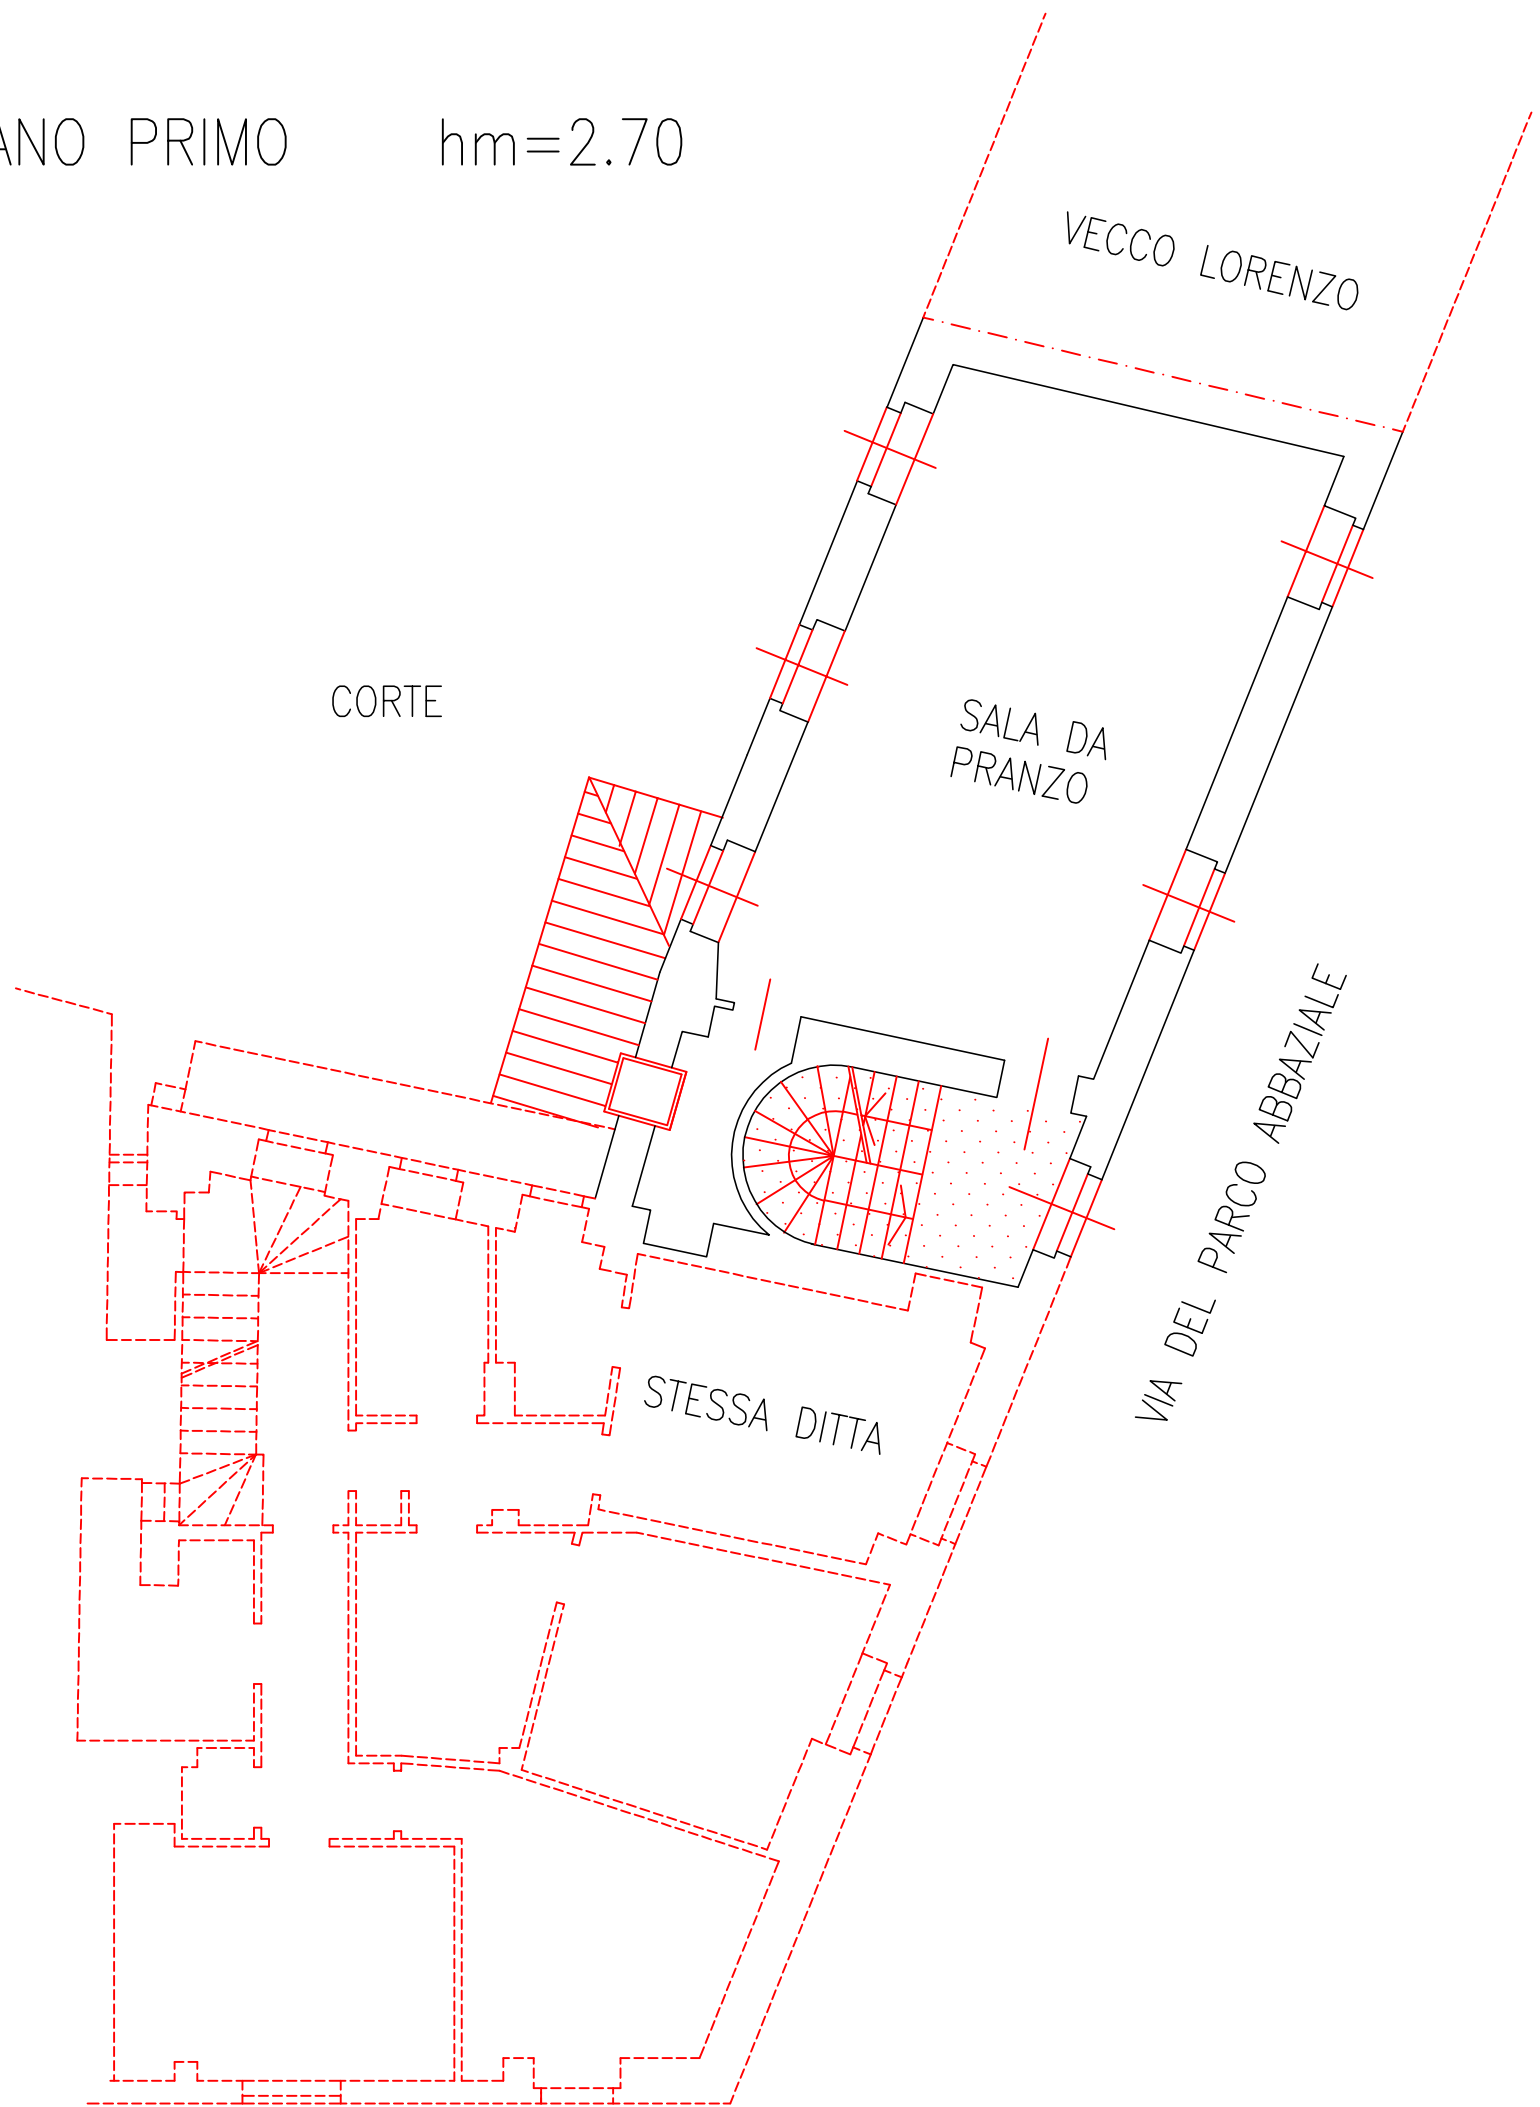 ANO PRIMO hm=2.70
VECCO LORENZO
CORTE
SALA DA
PRANZO
VIA DEL PARCO ABBAZIALE
STESSA DITTA